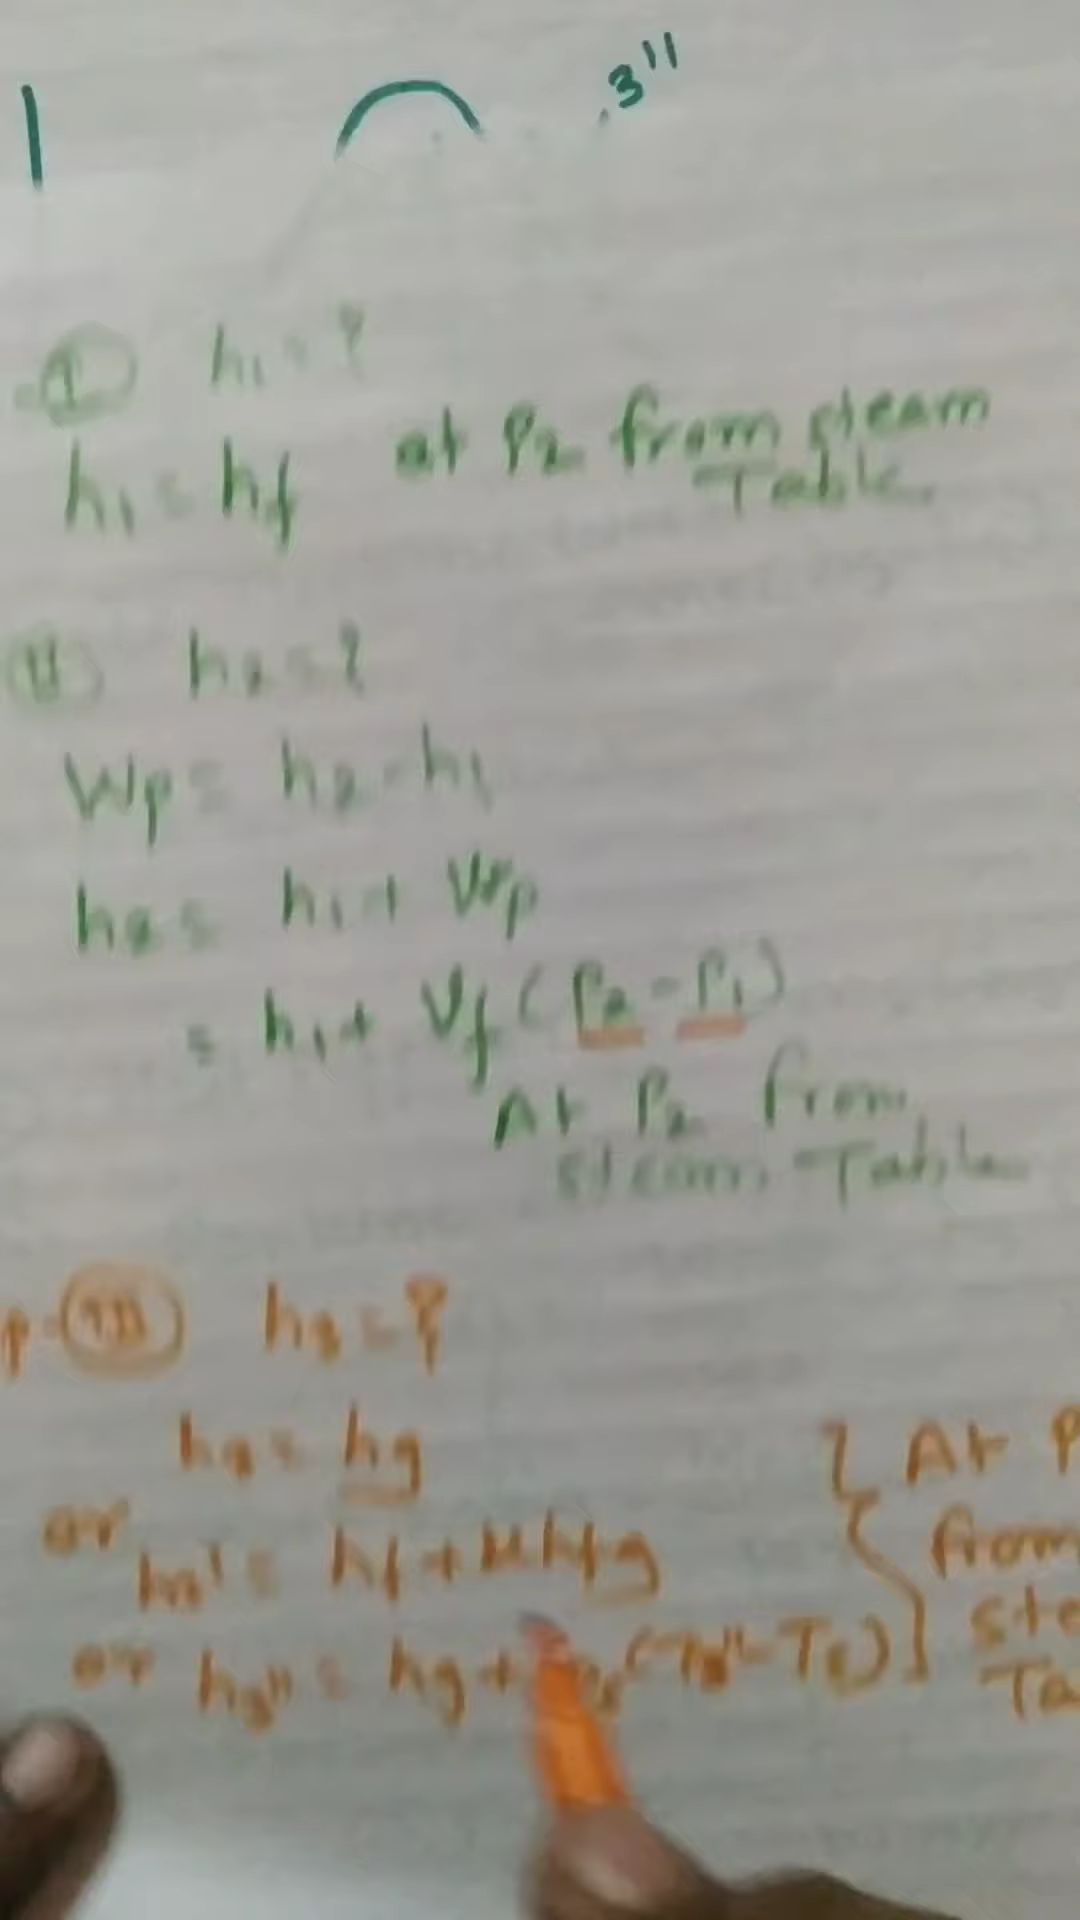 3''
I h₁ = ?
h₁ = hf at P₂ from steam
Table.
II h₂ = ?
Wp = h₂ - h₁
h₂ = h₁ + Wp
= h₁ + Vf (P₂ - P₁)
At P₂ from
steam Table
III h₃ = ?
h₃ = hg } At P
or h₃' = hf + x hfg from
or h₃'' = hg + (T₃'' - Ts) ste
Ta